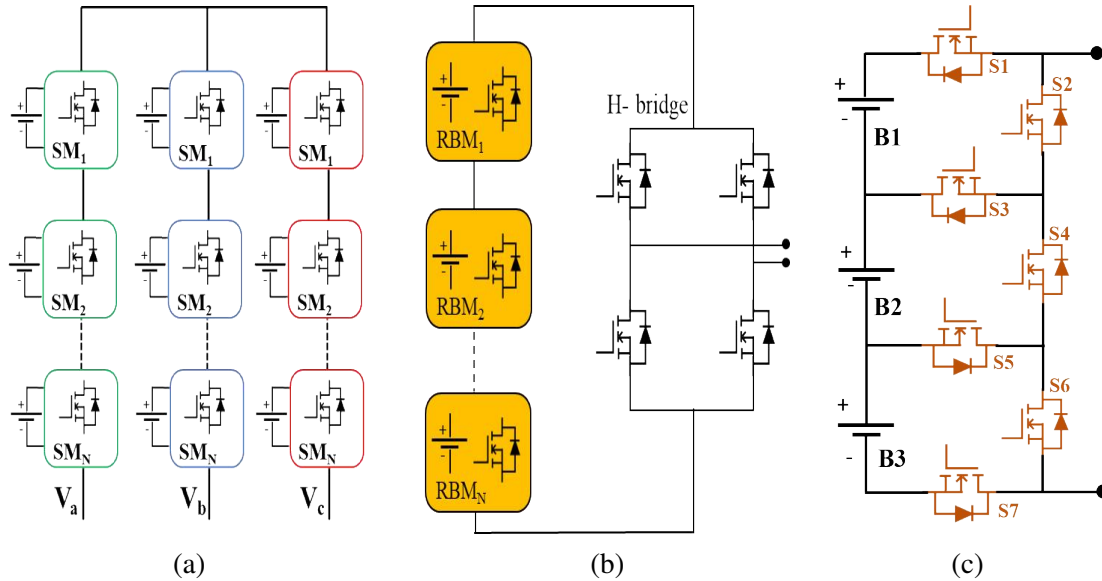 +
-
SM1
+
-
SM1
+
-
SM1
+
-
SM2
+
-
SM2
+
-
SM2
+
-
SMN
+
-
SMN
+
-
SMN
Va
Vb
Vc
(a)
+
-
RBM1
+
-
RBM2
+
-
RBMN
H- bridge
(b)
S1
S2
+
-
B1
S3
S4
+
-
B2
S5
S6
+
-
B3
S7
(c)